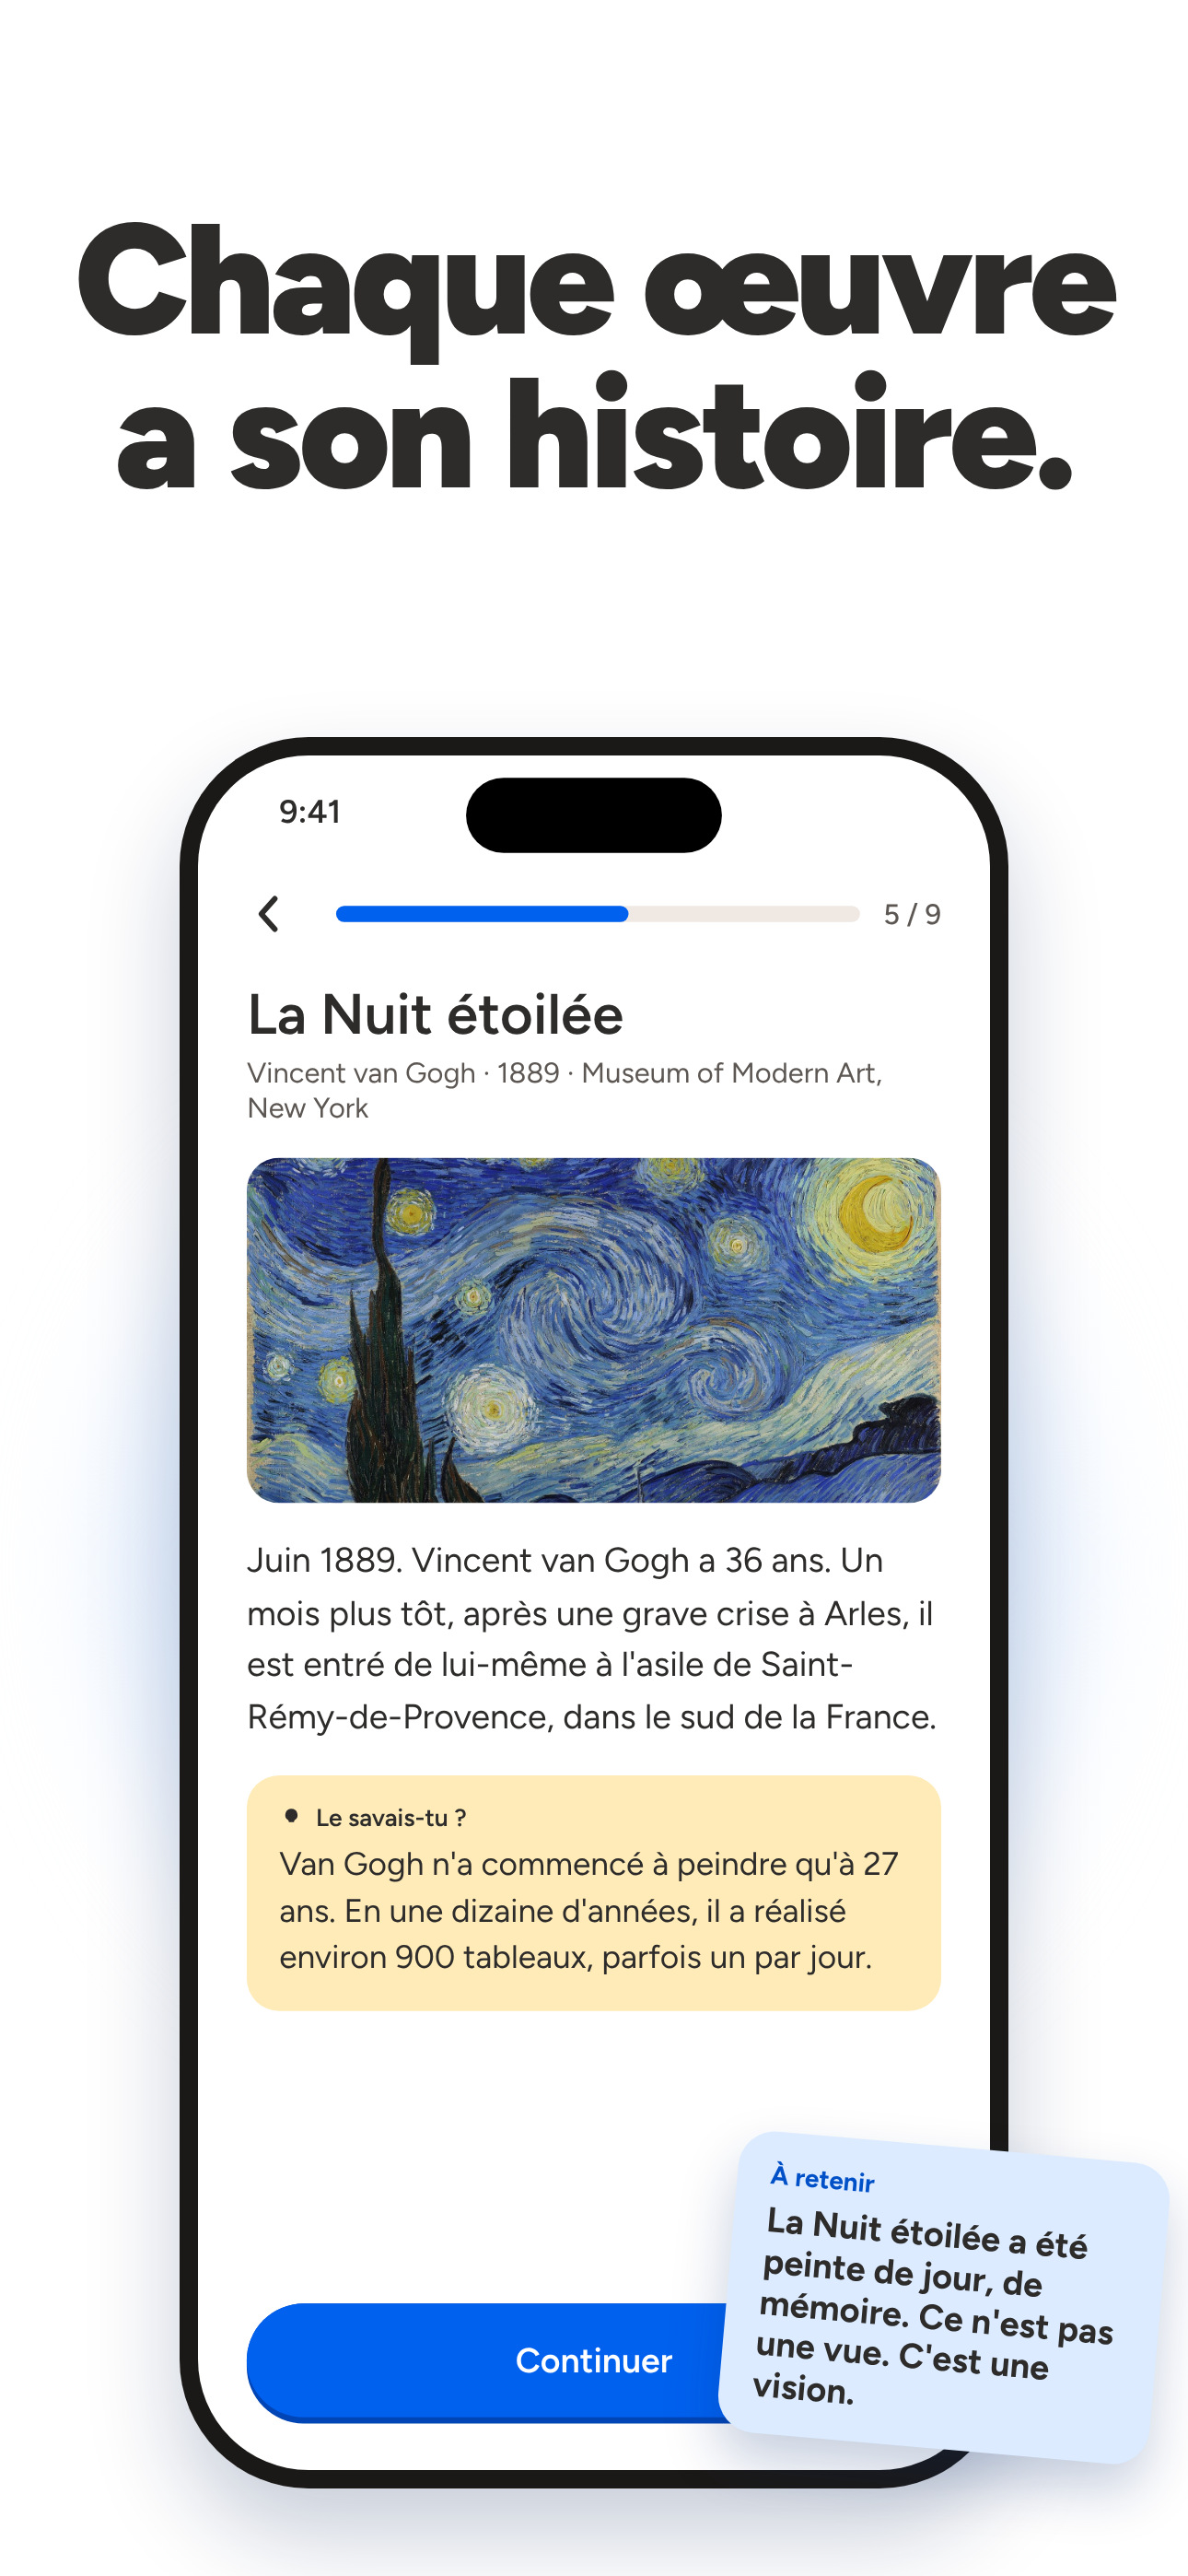 Chaque œuvre
a son histoire.
9:41
5 / 9
La Nuit étoilée
Vincent van Gogh · 1889 · Museum of Modern Art,
New York
Juin 1889. Vincent van Gogh a 36 ans. Un
mois plus tôt, après une grave crise à Arles, il
est entré de lui-même à l'asile de Saint-
Rémy-de-Provence, dans le sud de la France.
Le savais-tu ?
Van Gogh n'a commencé à peindre qu'à 27
ans. En une dizaine d'années, il a réalisé
environ 900 tableaux, parfois un par jour.
À retenir
La Nuit étoilée a été
peinte de jour, de
mémoire. Ce n'est pas
une vue. C'est une
vision.
Continuer